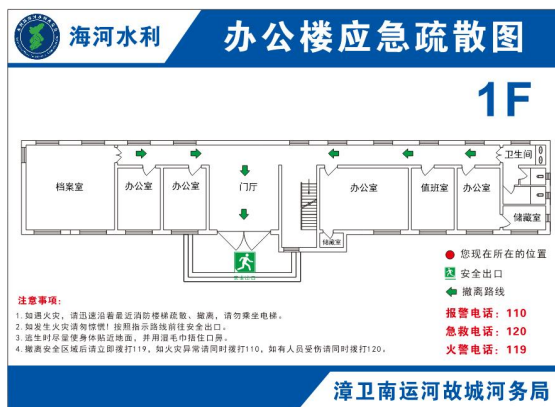 海河水利
办公楼应急疏散图
1F
卫生间
档案室
办公室
办公室
门厅
办公室
值班室
办公室
储藏室
储藏室
安全出口
您现在所在的位置
安全出口
撤离路线
注意事项：
1. 如遇火灾，请迅速沿着最近消防楼梯疏散、撤离，请勿乘坐电梯。
2. 如发生火灾请勿惊慌！按照指示路线前往安全出口。
3. 逃生时尽量使身体贴近地面，并用湿毛巾捂住口鼻。
4. 撤离安全区域后请立即拨打119，如火灾异常请同时拨打110，如有人员受伤请同时拨打120。
报警电话：110
急救电话：120
火警电话：119
漳卫南运河故城河务局